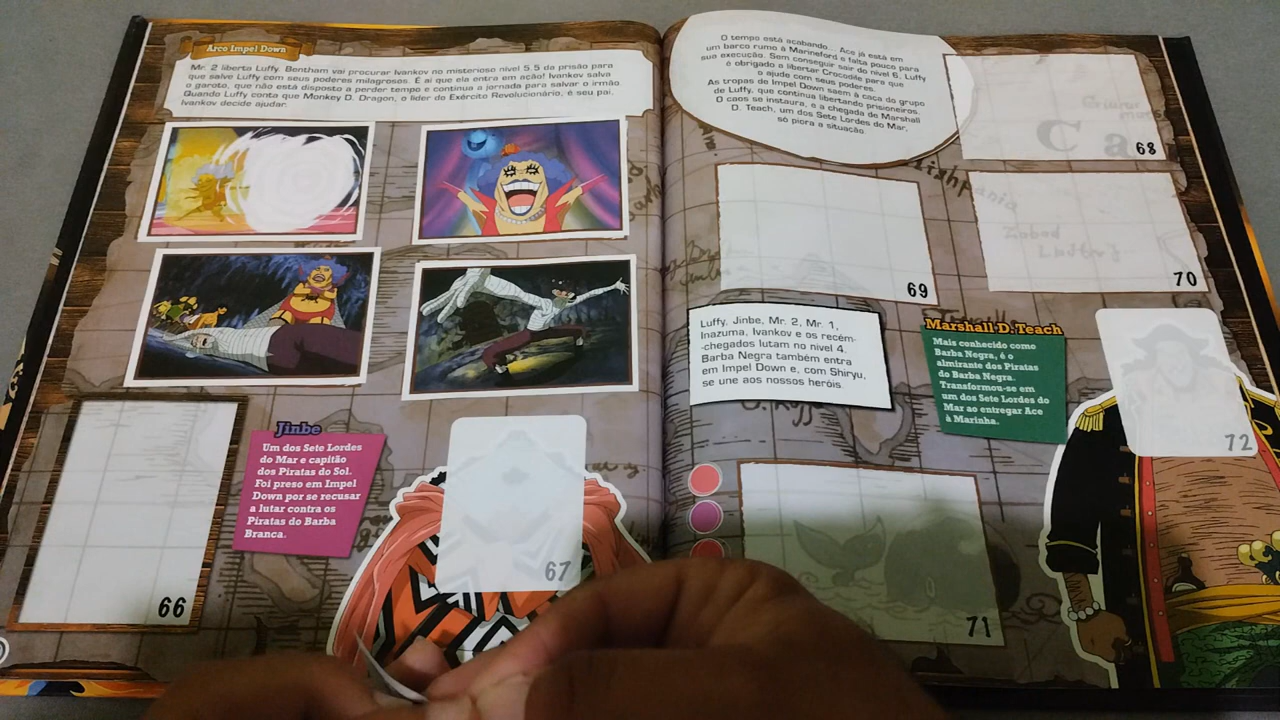 Arco Impel Down
Mr. 2 liberta Luffy. Bentham vai procurar Ivankov no misterioso nível 5.5 da prisão para
que salve Luffy com seus poderes milagrosos. E aí que ela entra em ação! Ivankov salva
o garoto, que não está disposto a perder tempo e continua a jornada para salvar o irmão
Quando Luffy conta que Monkey D. Dragon, o líder do Exército Revolucionário, é seu pai,
Ivankov decide ajudar.
66
Jinbe
Um dos Sete Lordes
do Mar e capitão
dos Piratas do Sol.
Foi preso em Impel
Down por se recusar
a lutar contra os
Piratas do Barba
Branca.
67
O tempo está acabando... Ace já está em
um barco rumo à Marineford e falta pouco para
sua execução. Sem conseguir sair do nível 6, Luffy
é obrigado a libertar Crocodile para que
o ajude com seus poderes.
As tropas de Impel Down saem à caça do grupo
de Luffy, que continua libertando prisioneiros.
O caos se instaura, e a chegada de Marshall
D. Teach, um dos Sete Lordes do Mar,
só piora a situação.
68
69
70
Luffy, Jinbe, Mr. 2, Mr. 1,
Inazuma, Ivankov e os recém-
-chegados lutam no nível 4.
Barba Negra também entra
em Impel Down e, com Shiryu,
se une aos nossos heróis.
Marshall D. Teach
Mais conhecido como
Barba Negra, é o
almirante dos Piratas
do Barba Negra.
Transformou-se em
um dos Sete Lordes do
Mar ao entregar Ace
à Marinha.
71
72